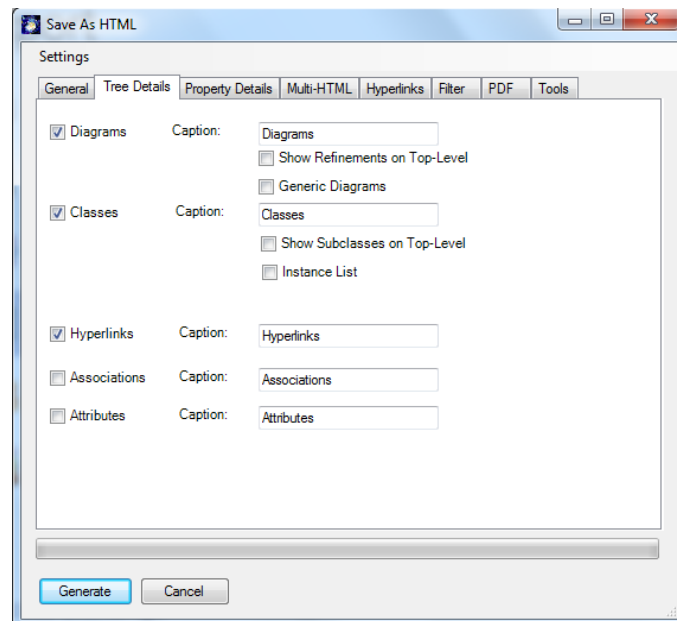 Save As HTML
Settings
General Tree Details Property Details Multi-HTML Hyperlinks Filter PDF Tools
Diagrams Caption: Diagrams
Show Refinements on Top-Level
Generic Diagrams
Classes Caption: Classes
Show Subclasses on Top-Level
Instance List
Hyperlinks Caption: Hyperlinks
Associations Caption: Associations
Attributes Caption: Attributes
Generate Cancel